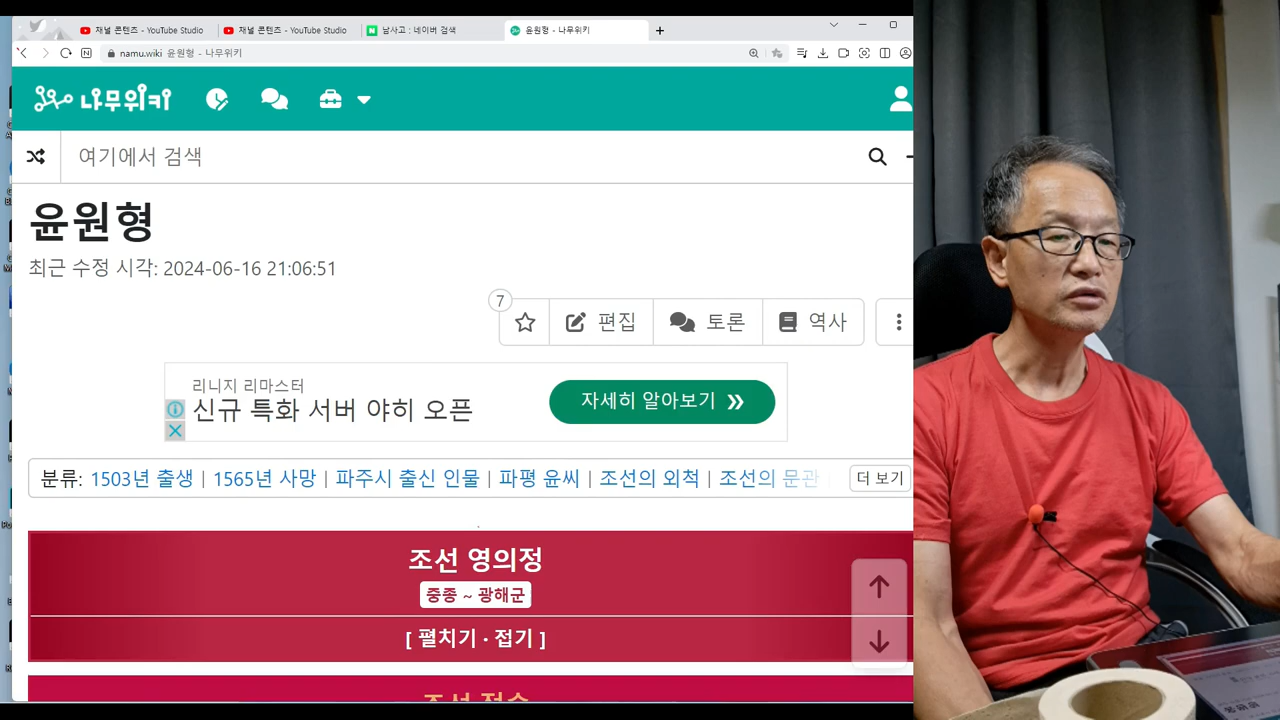 재널 콘텐츠 - YouTube Studio
재널 콘텐츠 - YouTube Studio
남사고 : 네이버 검색
윤원형 - 나무위키
namu.wiki 윤원형 - 나무위키
나무위키
여기에서 검색
윤원형
최근 수정 시각: 2024-06-16 21:06:51
7
편집
토론
역사
리니지 리마스터
신규 특화 서버 야히 오픈
자세히 알아보기
분류: 1503년 출생 | 1565년 사망 | 파주시 출신 인물 | 파평 윤씨 | 조선의 외척 | 조선의 문관
더 보기
조선 영의정
중종 ~ 광해군
[ 펼치기 · 접기 ]